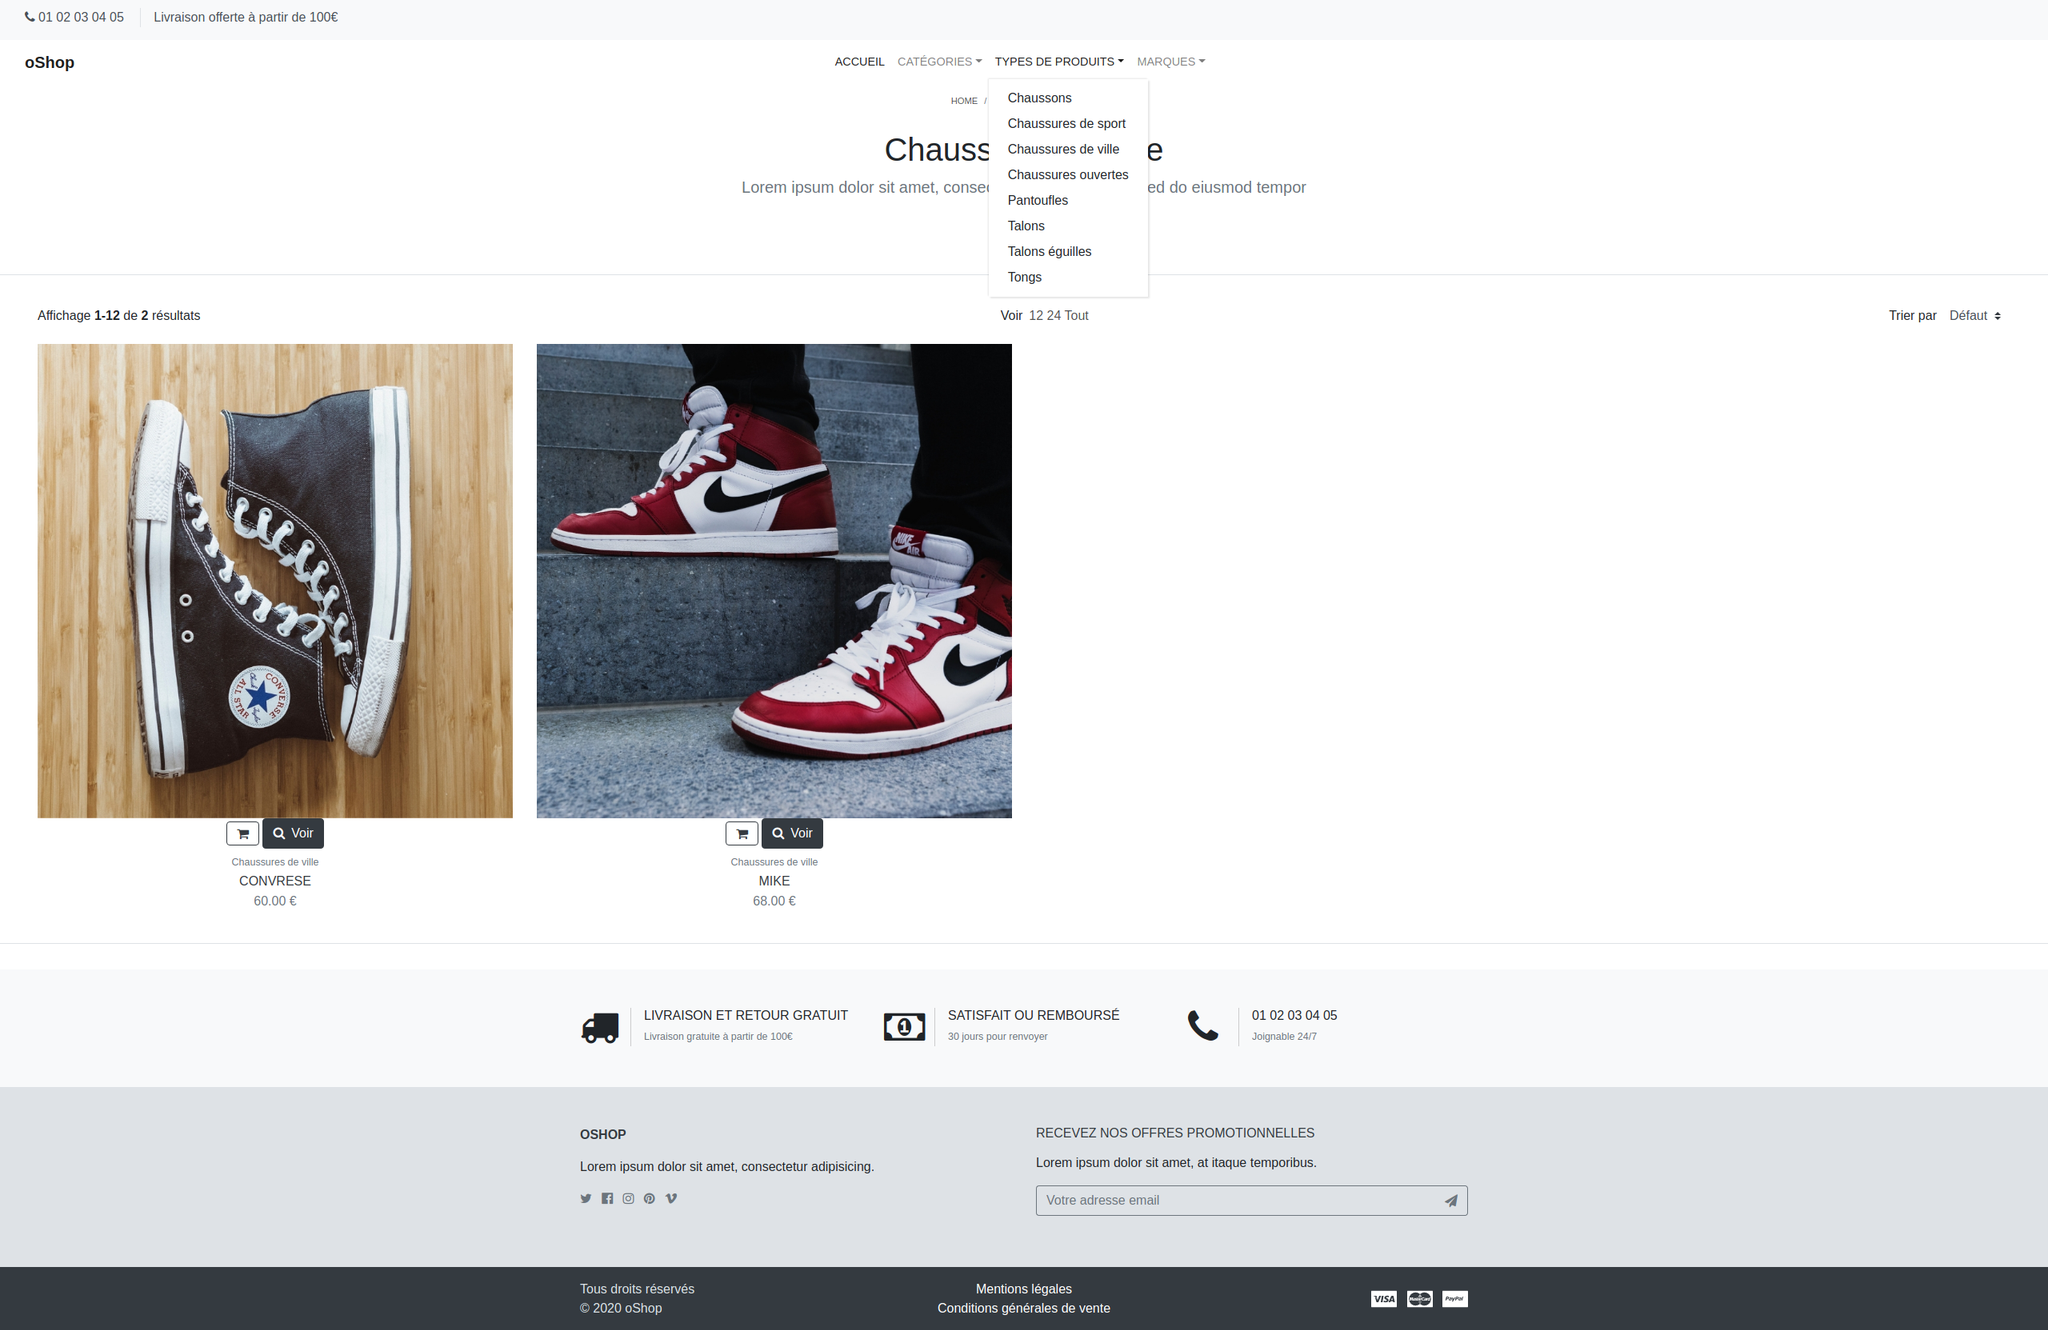 01 02 03 04 05 Livraison offerte à partir de 100€
oShop ACCUEIL CATÉGORIES TYPES DE PRODUITS MARQUES
HOME /
Chaussons
Chaussures de sport
Chaussures de ville
Chaussures ouvertes
Pantoufles
Talons
Talons éguilles
Tongs
Lorem ipsum dolor sit amet, ed do eiusmod tempor
Affichage 1-12 de 2 résultats Voir 12 24 Tout Trier par Défaut
CONVERSE
ALL STAR
NIKE
AIR
Voir Voir
Chaussures de ville Chaussures de ville
CONVRESE MIKE
60.00 € 68.00 €
LIVRAISON ET RETOUR GRATUIT SATISFAIT OU REMBOURSÉ 01 02 03 04 05
Livraison gratuite à partir de 100€ 30 jours pour renvoyer Joignable 24/7
OSHOP RECEVEZ NOS OFFRES PROMOTIONNELLES
Lorem ipsum dolor sit amet, consectetur adipisicing. Lorem ipsum dolor sit amet, at itaque temporibus.
Votre adresse email
Tous droits réservés Mentions légales
© 2020 oShop Conditions générales de vente
VISA MasterCard PayPal